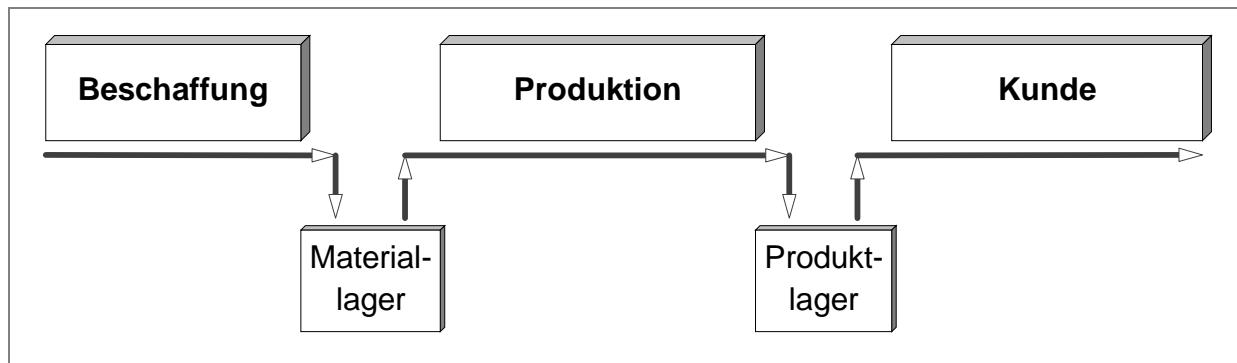 Beschaffung
Produktion
Kunde
Material-
lager
Produkt-
lager